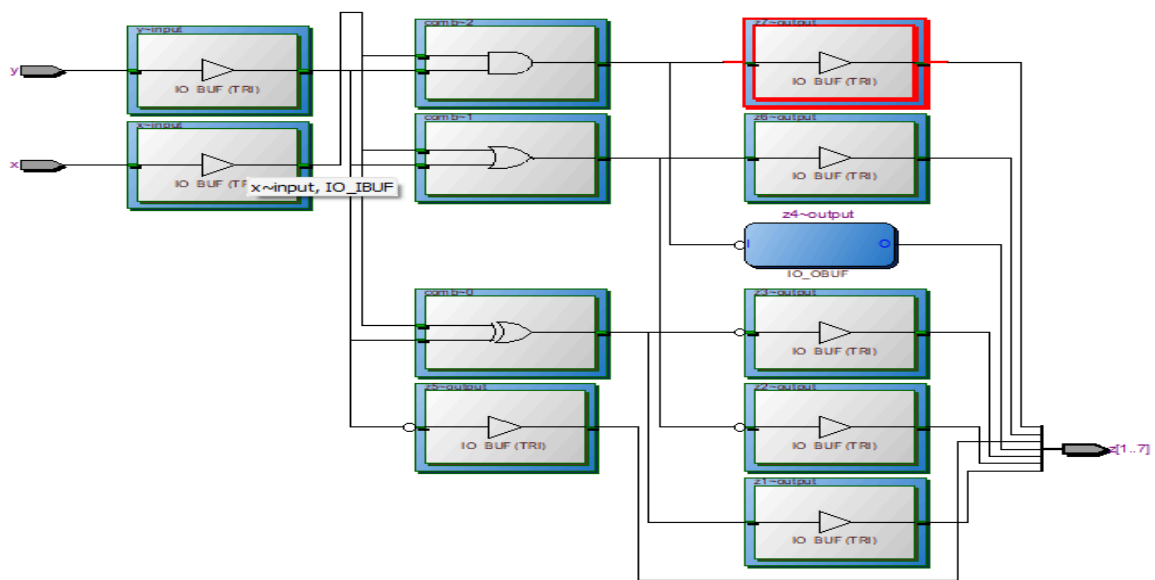 y~input
comb~2
z7~output
y
IO_BUF (TRI)
IO_BUF (TRI)
x~input
comb~1
z6~output
x
IO_BUF (TRI)
IO_BUF (TRI)
x~input, IO_IBUF
z4~output
I
O
IO_OBUF
comb~0
z3~output
IO_BUF (TRI)
z5~output
z2~output
IO_BUF (TRI)
IO_BUF (TRI)
z[1..7]
z1~output
IO_BUF (TRI)